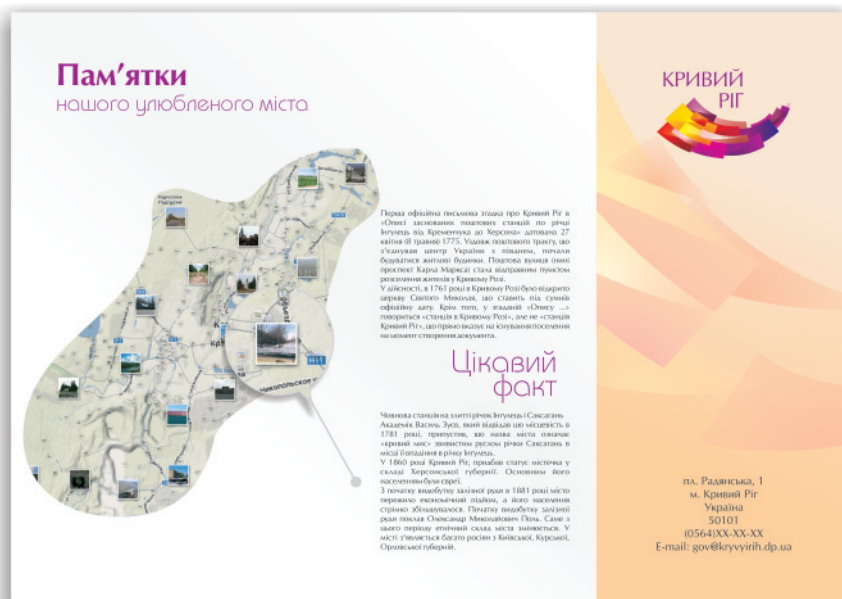 Пам’ятки
нашого улюбленого міста
КРИВИЙ
РІГ
Перша офіційна письмова згадка про Кривий Ріг в
«Описі заснованих поштових станцій по річці
Інгулець від Кременчука до Херсона» датована 27
квітня (8 травня) 1775. Уздовж поштового тракту, що
з'єднував центр України з півднем, почали
будуватися житлові будинки. Поштова вулиця (нині
проспект Карла Маркса) стала відправним пунктом
розселення жителів у Кривому Розі.
У дійсності, в 1761 році в Кривому Розі було відкрито
церкву Святого Миколая, що ставить під сумнів
офіційну дату. Крім того, у згаданій «Опису ...»
говориться «станція в Кривому Розі», але не «станція
Кривий Ріг», що прямо вказує на існування поселення
на момент створення документа.
Цікавий
факт
Човнова станція на злитті річок Інгулець і Саксагань.
Академік Василь Зуєв, який відвідав цю місцевість в
1781 році, припустив, що назва міста означає
«кривий мис» звивистим руслом річки Саксагань в
місці її впадіння в річку Інгулець.
У 1860 році Кривий Ріг, придбав статус містечка у
складі Херсонської губернії. Основним його
населенням були євреї.
З початку видобутку залізної руди в 1881 році місто
пережило економічний підйом, а його населення
стрімко збільшувалося. Початку видобутку залізної
руди поклав Олександр Миколайович Поль. Саме з
цього періоду етнічний склад міста змінюється. У
місті з'являється багато росіян з Київської, Курської,
Орловської губерній.
Никопольское
пл. Радянська, 1
м. Кривий Ріг
Україна
50101
(0564)XX-XX-XX
E-mail: gov@kryvyirih.dp.ua